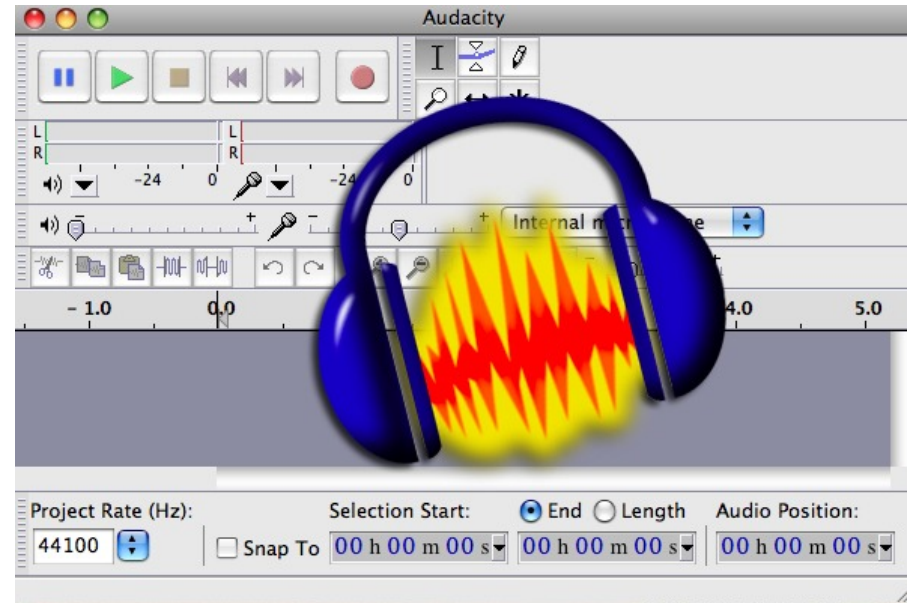 Audacity
L L
R R
-24 0 -24 0
Internal
- 1.0 0.0 4.0 5.0
Project Rate (Hz): Selection Start: End Length Audio Position:
44100 Snap To 00 h 00 m 00 s 00 h 00 m 00 s 00 h 00 m 00 s